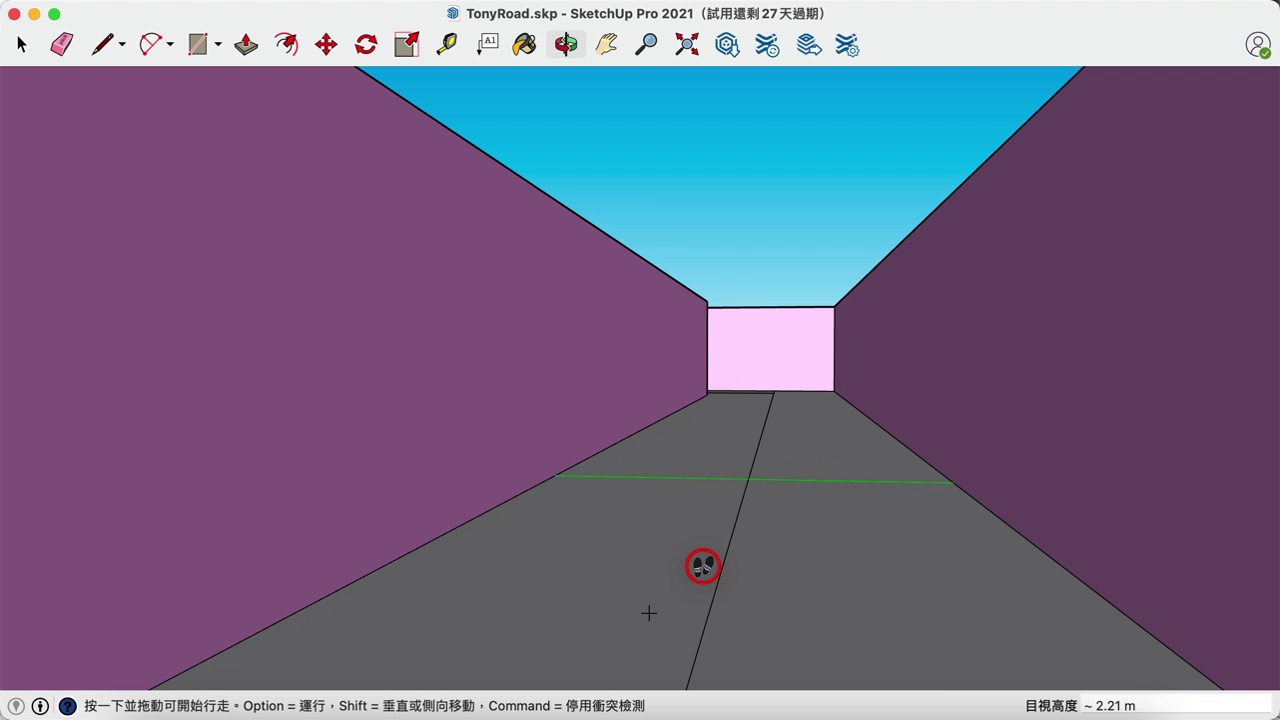 TonyRoad.skp - SketchUp Pro 2021（試用還剩 27 天過期）
A1
按一下並拖動可開始行走。Option = 運行，Shift = 垂直或側向移動，Command = 停用衝突檢測
目視高度 ~ 2.21 m